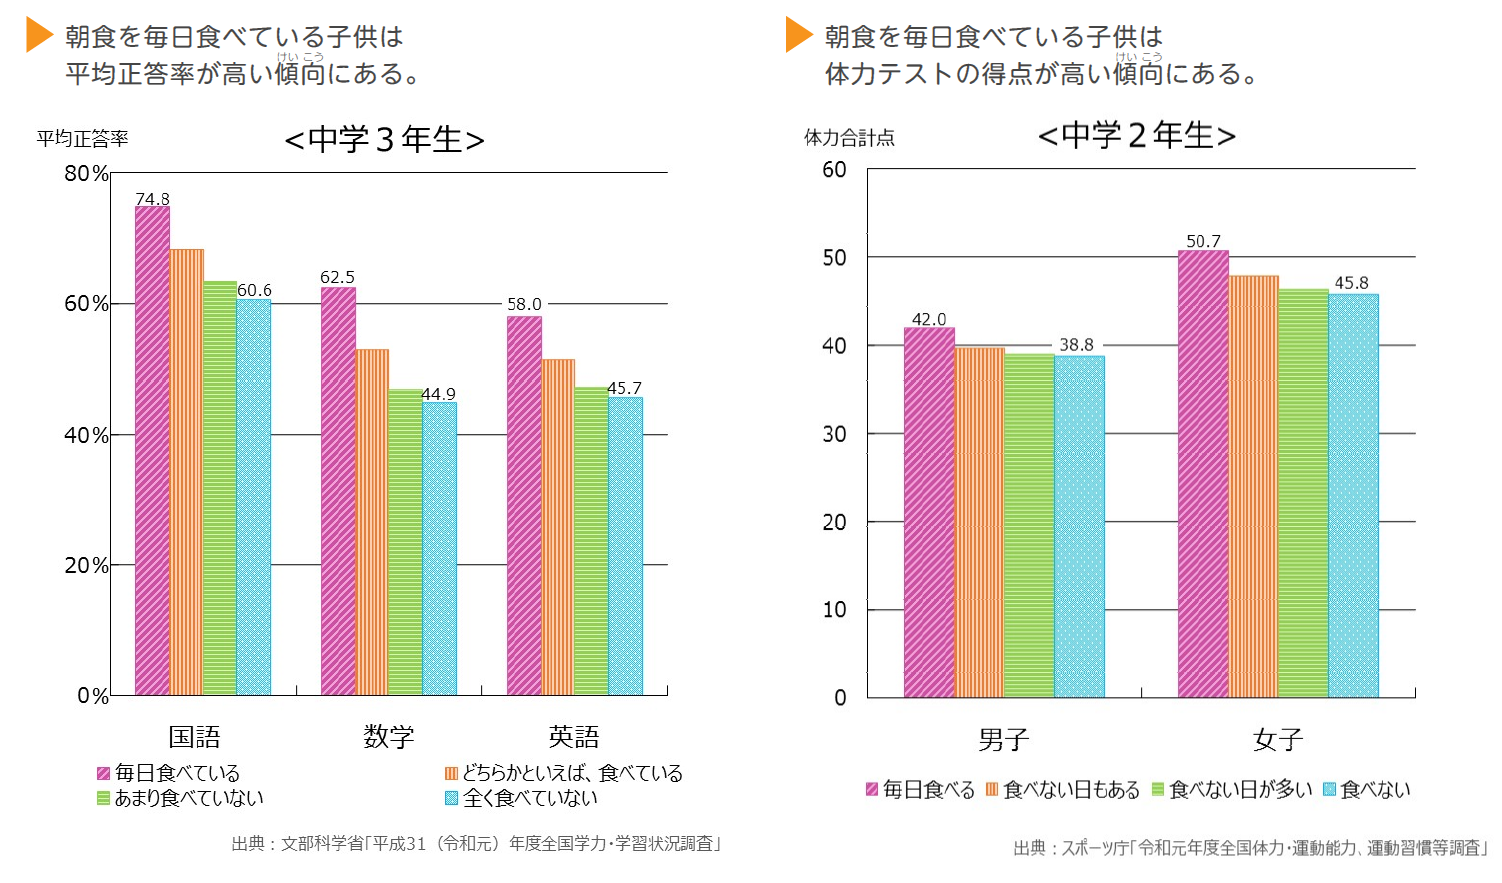 朝食を毎日食べている子供は
けい こう
平均正答率が高い傾向にある。
平均正答率
<中学３年生>
80%
60%
40%
20%
0%
74.8
60.6
62.5
44.9
58.0
45.7
国語
数学
英語
毎日食べている
どちらかといえば、食べている
あまり食べていない
全く食べていない
出典：文部科学省「平成31（令和元）年度全国学力・学習状況調査」
朝食を毎日食べている子供は
けい こう
体力テストの得点が高い傾向にある。
体力合計点
<中学２年生>
60
50
40
30
20
10
0
42.0
38.8
50.7
45.8
男子
女子
毎日食べる
食べない日もある
食べない日が多い
食べない
出典：スポーツ庁「令和元年度全国体力・運動能力、運動習慣等調査」